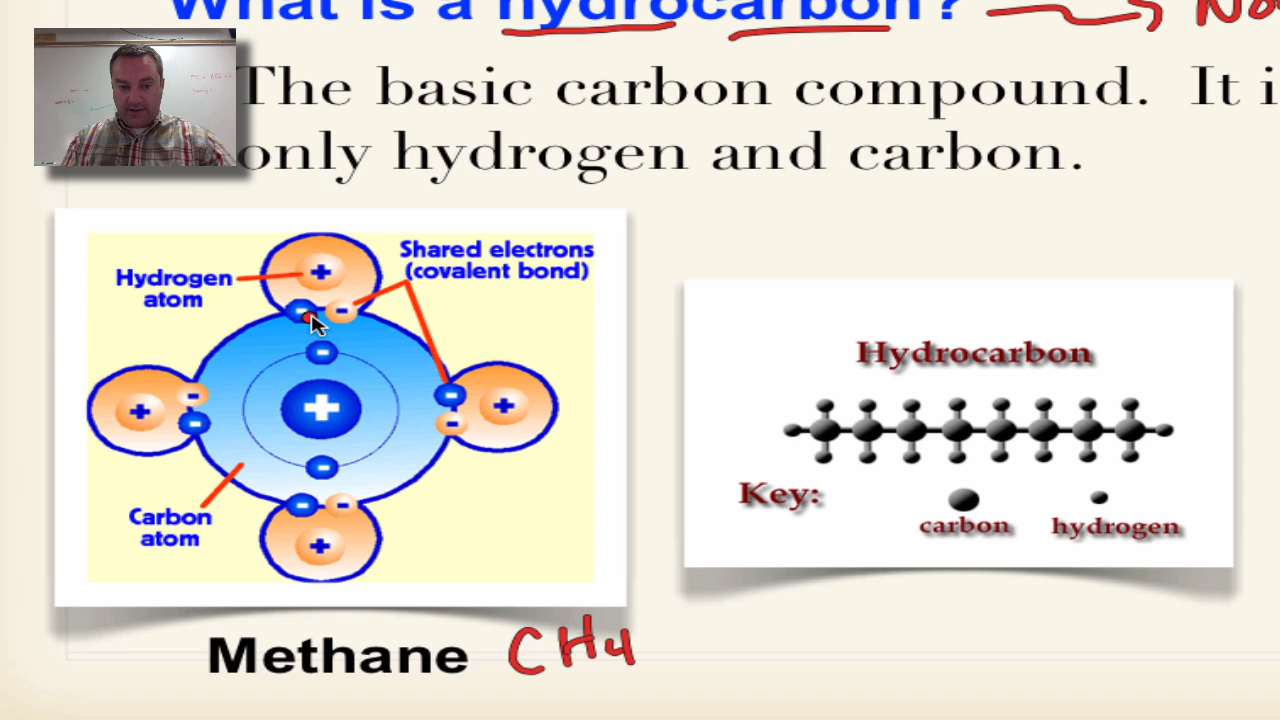 What is a hydrocarbon?
The basic carbon compound. It i
only hydrogen and carbon.
Hydrogen
atom
Shared electrons
(covalent bond)
Carbon
atom
Methane CH4
Hydrocarbon
Key:
carbon
hydrogen